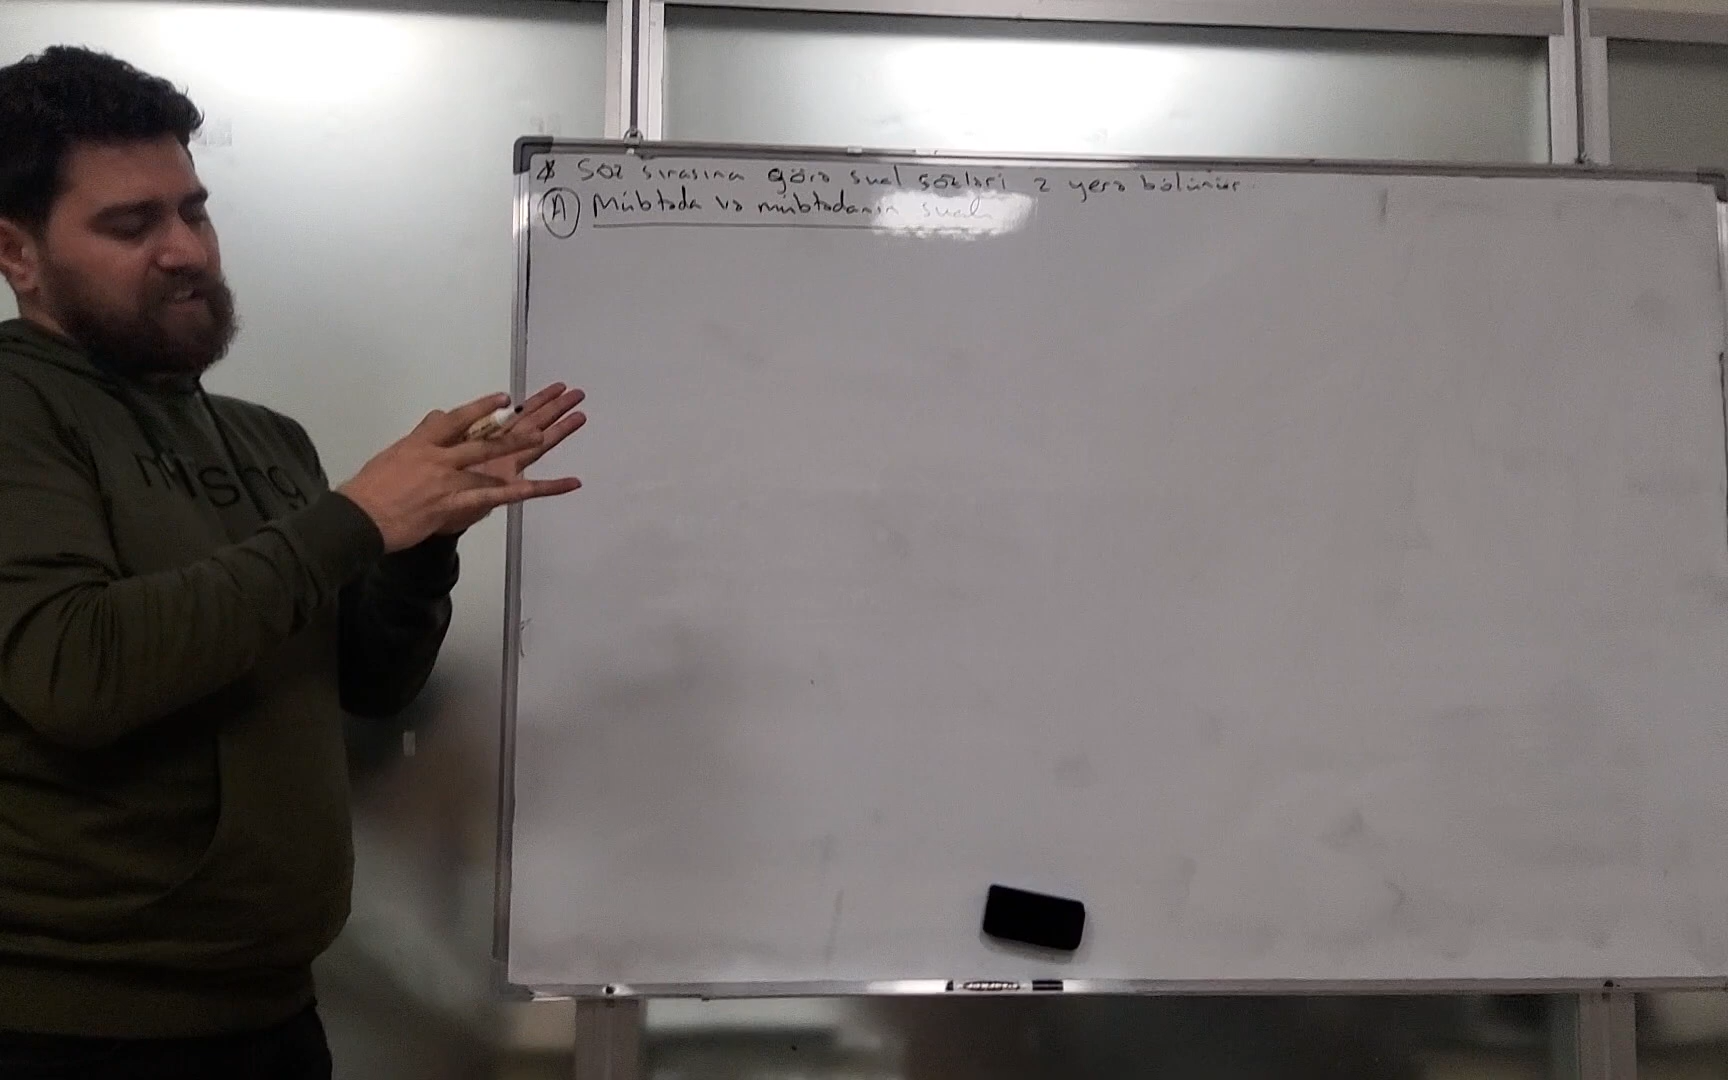 * Söz sırasına görə sual sözləri 2 yerə bölünür.
A Mübtəda və mübtədanın sualı